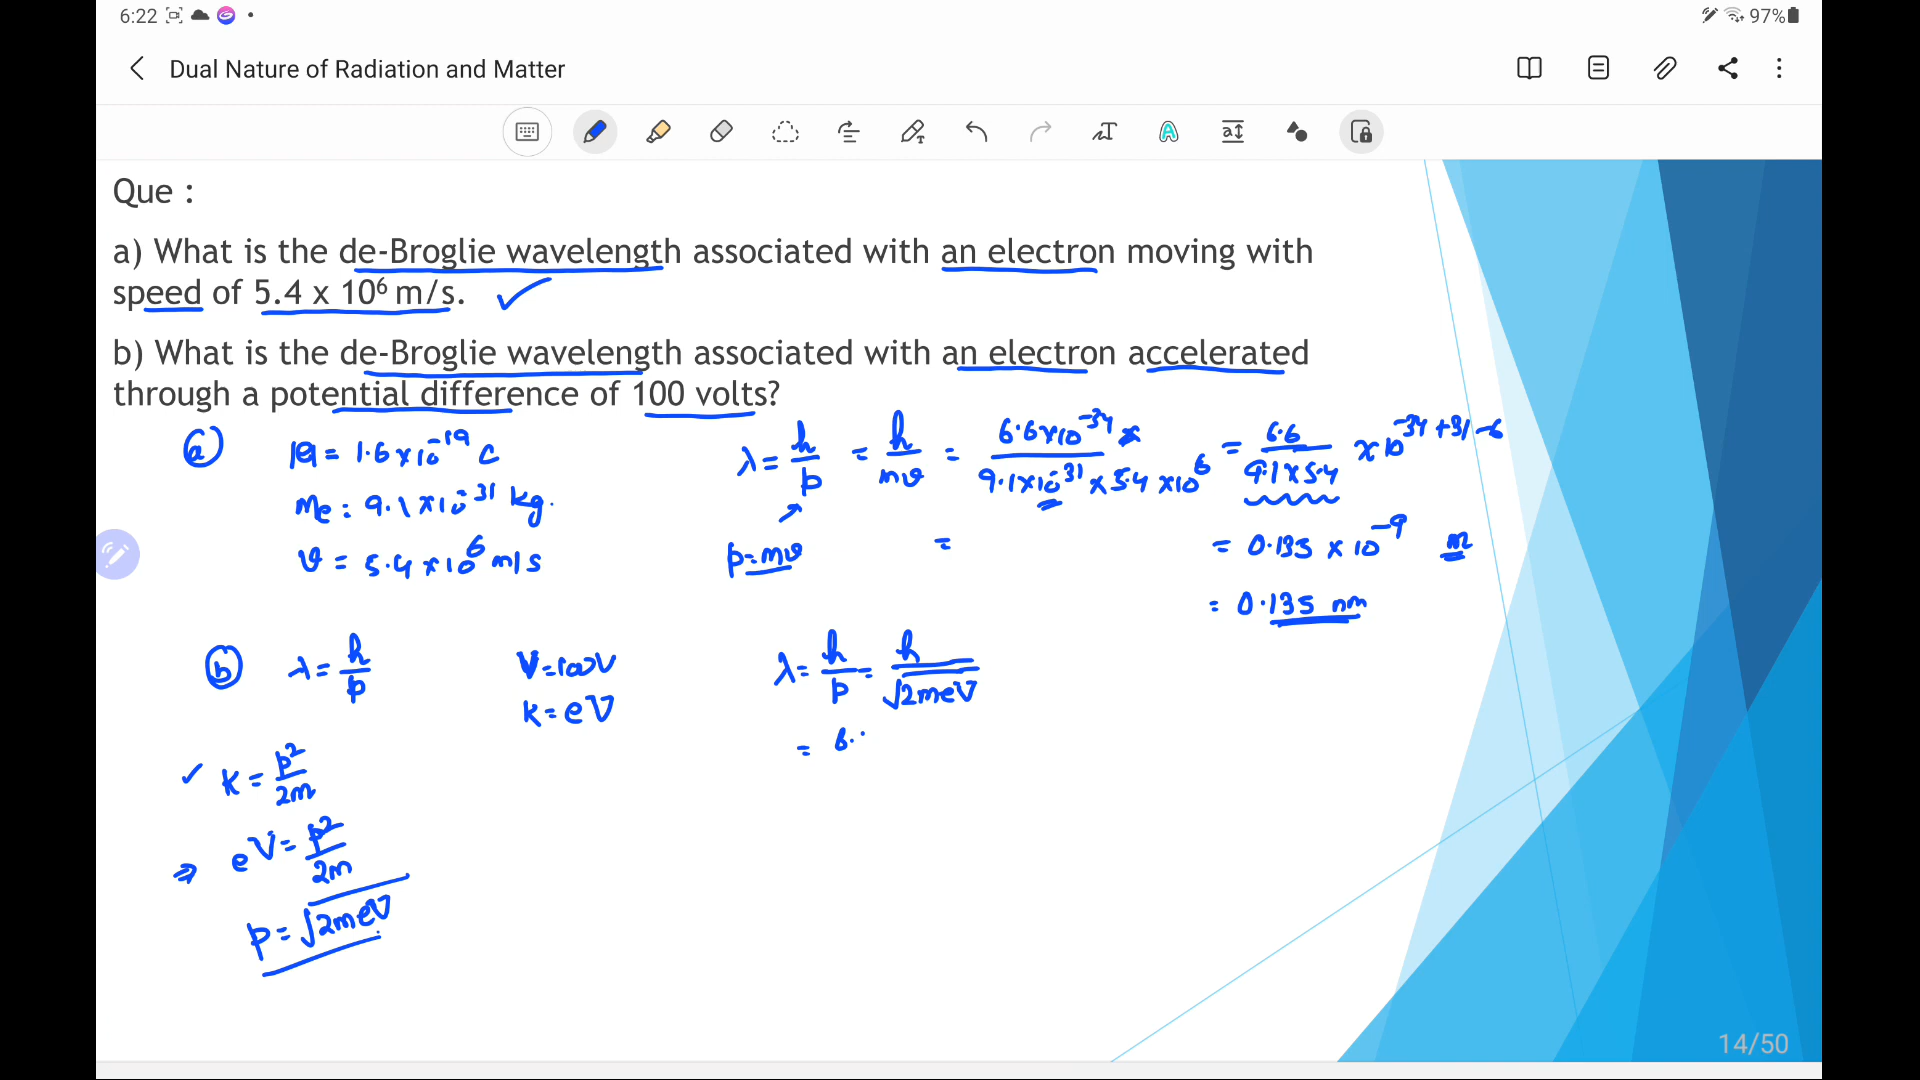 6:22
97%
Dual Nature of Radiation and Matter
Que :
a) What is the de-Broglie wavelength associated with an electron moving with
speed of 5.4 x 10⁶ m/s. ✓
b) What is the de-Broglie wavelength associated with an electron accelerated
through a potential difference of 100 volts?
(a) |e| = 1.6 x 10⁻¹⁹ C
me = 9.1 x 10⁻³¹ kg.
v = 5.4 x 10⁶ m/s
λ = h/p = h/mv = 6.6 x 10⁻³⁴ / 9.1 x 10⁻³¹ x 5.4 x 10⁶ = 6.6 / 9.1 x 5.4 x 10⁻³⁴⁺³¹⁻⁶
p = mv
=
= 0.135 x 10⁻⁹ m
= 0.135 nm
(b) λ = h/p
V = 100V
K = eV
λ = h/p = h/√2meV
= 6.
✓ K = p²/2m
⇒ eV = p²/2m
p = √2meV
14/50